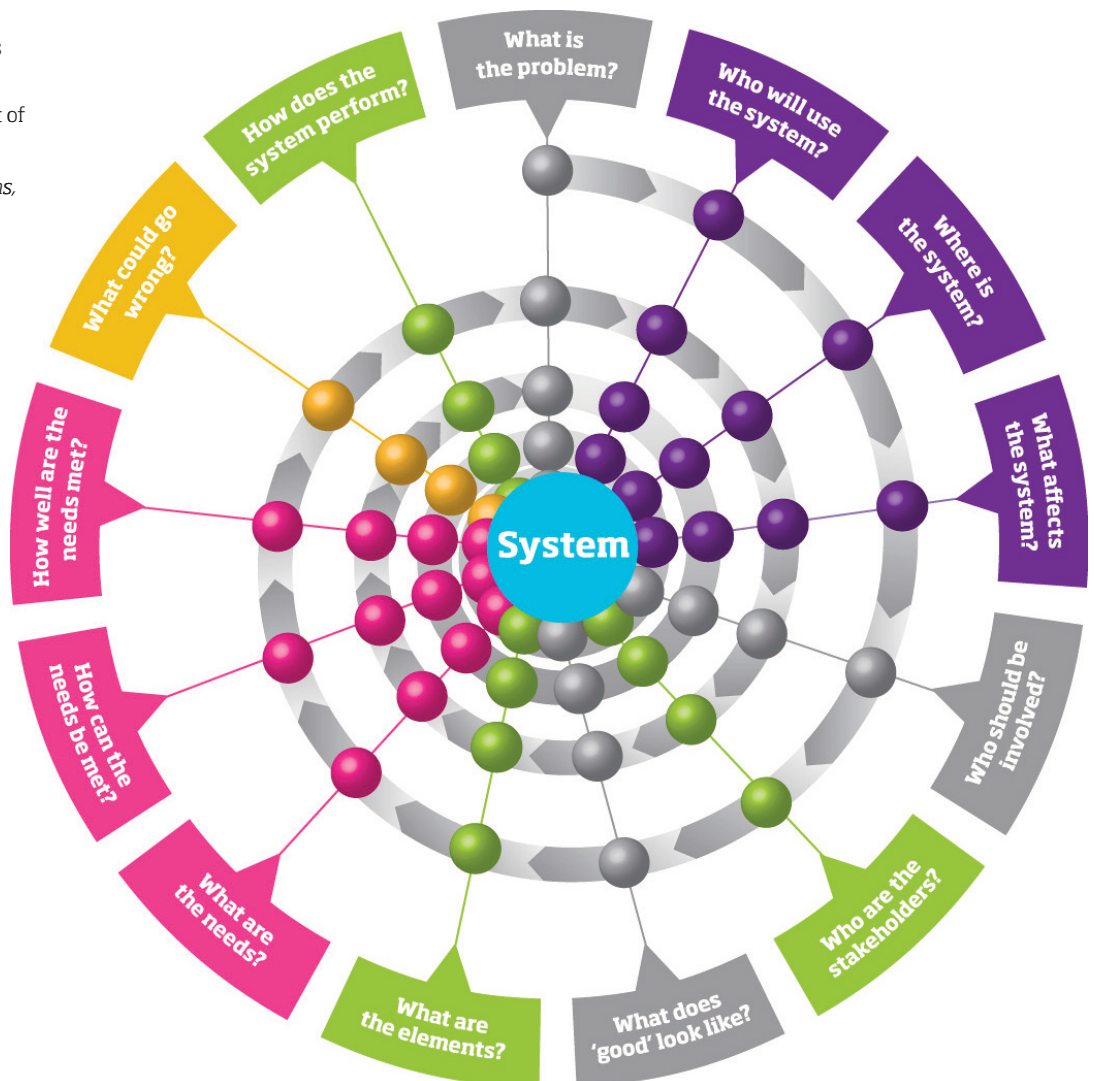 What is
the problem?
Who will use
the system?
Where is
the system?
What affects
the system?
Who should be
involved?
Who are the
stakeholders?
What does
‘good’ look like?
What are
the elements?
What are
the needs?
How can the
needs be met?
How well are the
needs met?
What could go
wrong?
How does the
system perform?
System
of